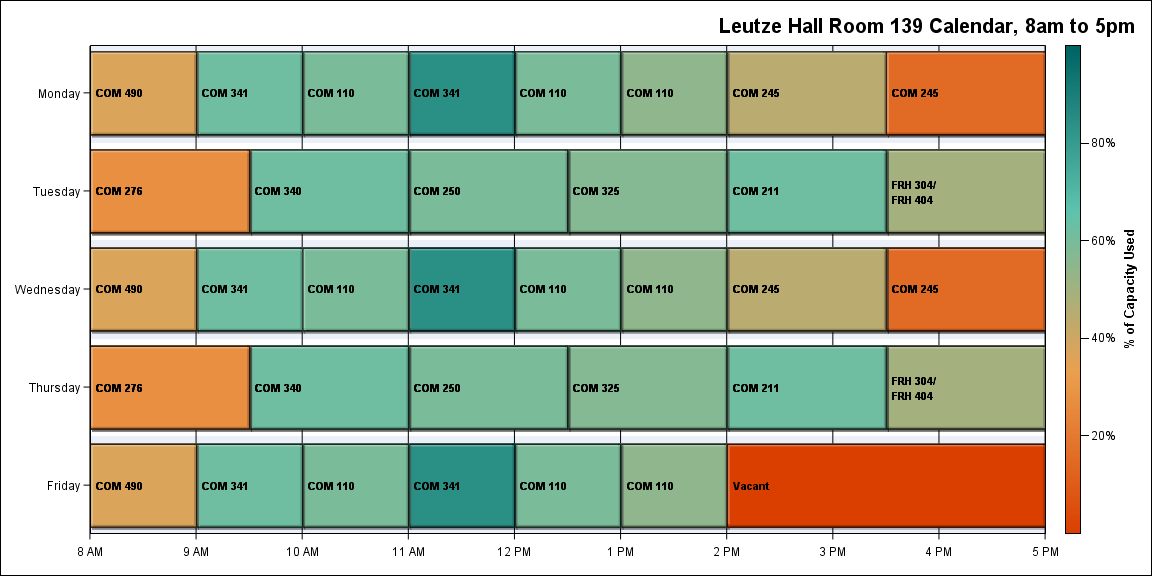 Leutze Hall Room 139 Calendar, 8am to 5pm
Monday
COM 490
COM 341
COM 110
COM 341
COM 110
COM 110
COM 245
COM 245
Tuesday
COM 276
COM 340
COM 250
COM 325
COM 211
FRH 304/
FRH 404
Wednesday
COM 490
COM 341
COM 110
COM 341
COM 110
COM 110
COM 245
COM 245
Thursday
COM 276
COM 340
COM 250
COM 325
COM 211
FRH 304/
FRH 404
Friday
COM 490
COM 341
COM 110
COM 341
COM 110
COM 110
Vacant
8 AM
9 AM
10 AM
11 AM
12 PM
1 PM
2 PM
3 PM
4 PM
5 PM
80%
60%
40%
20%
% of Capacity Used